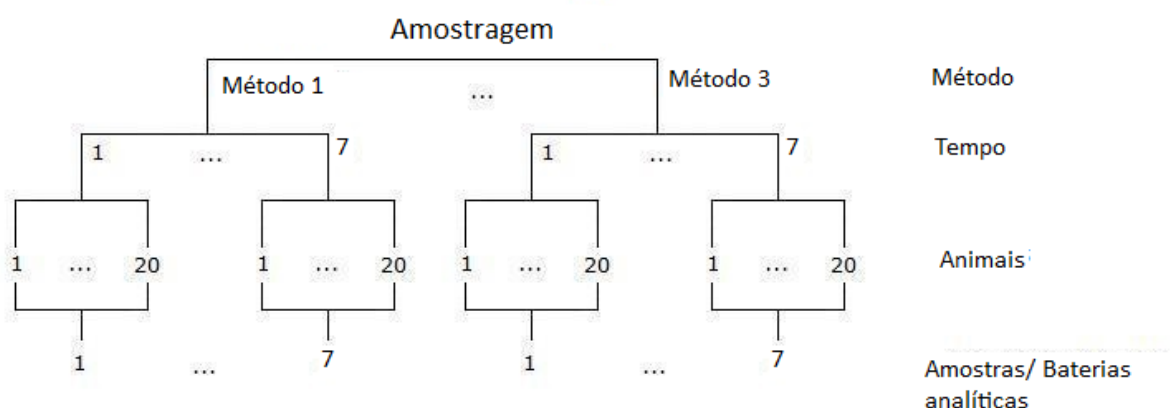 Amostragem
Método 1 ... Método 3 Método
1 ... 7 1 ... 7 Tempo
1 ... 20 1 ... 20 1 ... 20 1 ... 20 Animais
1 ... 7 1 ... 7 Amostras/ Baterias
analíticas